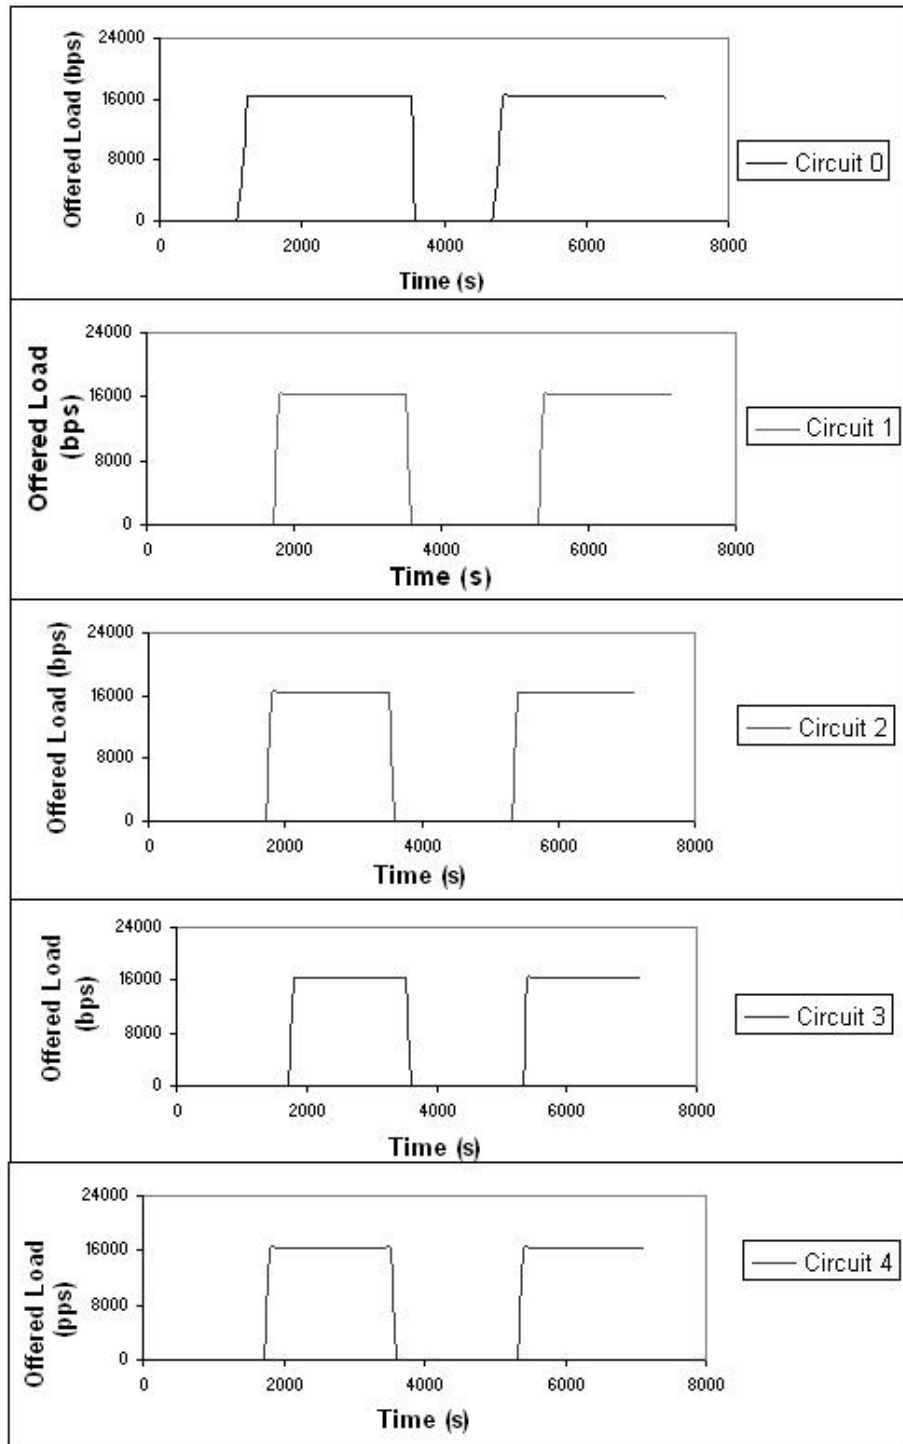 24000
16000
8000
0
Offered Load (bps)
0 2000 4000 6000 8000
Time (s)
Circuit 0
24000
16000
8000
0
Offered Load
(bps)
0 2000 4000 6000 8000
Time (s)
Circuit 1
24000
16000
8000
0
Offered Load (bps)
0 2000 4000 6000 8000
Time (s)
Circuit 2
24000
16000
8000
0
Offered Load
(bps)
0 2000 4000 6000 8000
Time (s)
Circuit 3
24000
16000
8000
0
Offered Load
(pps)
0 2000 4000 6000 8000
Time (s)
Circuit 4